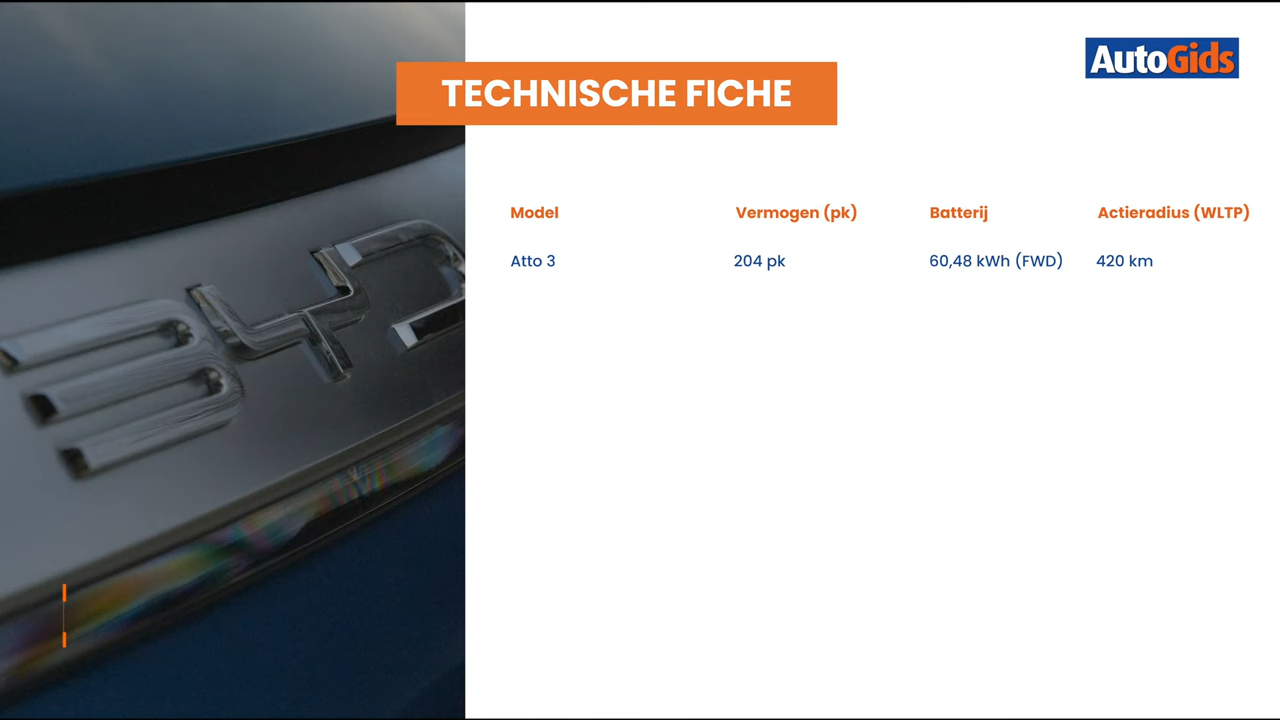 AutoGids
TECHNISCHE FICHE
Model Vermogen (pk) Batterij Actieradius (WLTP)
Atto 3 204 pk 60,48 kWh (FWD) 420 km
BYD